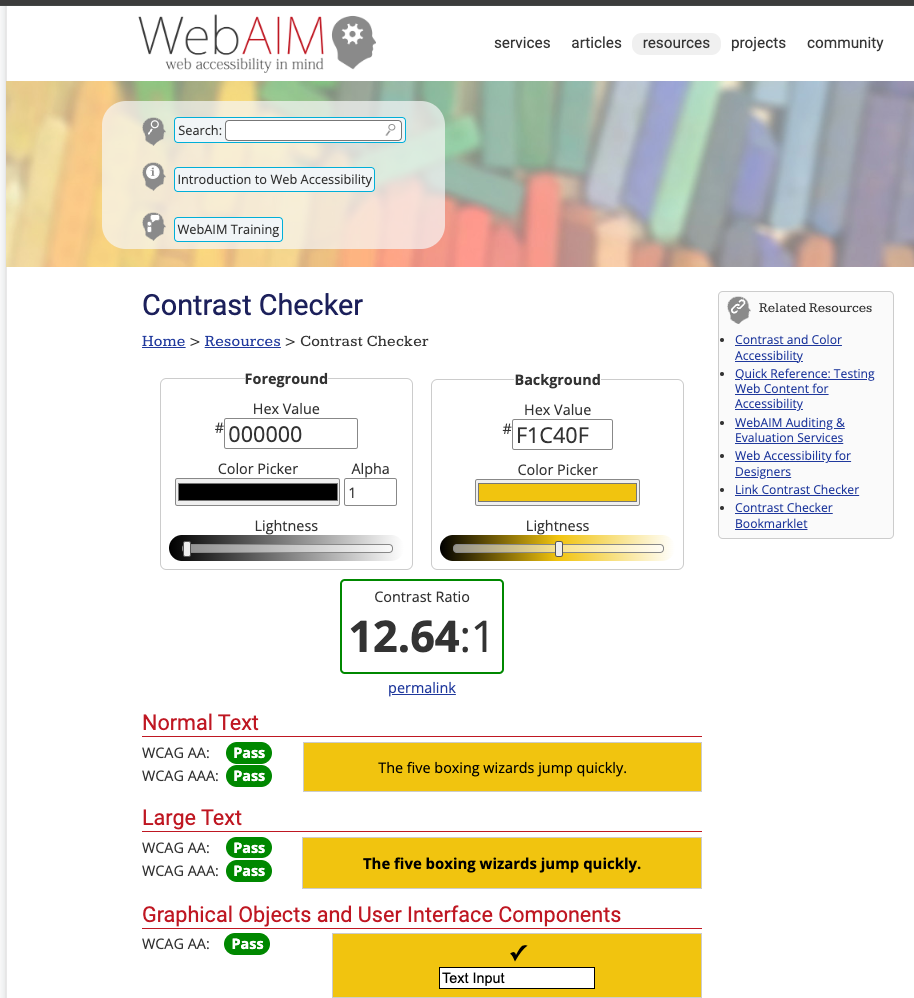 WebAIM
web accessibility in mind
services articles resources projects community
Search:
Introduction to Web Accessibility
WebAIM Training
Contrast Checker
Home > Resources > Contrast Checker
Foreground
Hex Value
# 000000
Color Picker Alpha
1
Lightness
Background
Hex Value
# F1C40F
Color Picker
Lightness
Contrast Ratio
12.64:1
permalink
Normal Text
WCAG AA: Pass
WCAG AAA: Pass
The five boxing wizards jump quickly.
Large Text
WCAG AA: Pass
WCAG AAA: Pass
The five boxing wizards jump quickly.
Graphical Objects and User Interface Components
WCAG AA: Pass
✔
Text Input
Related Resources
Contrast and Color
Accessibility
Quick Reference: Testing
Web Content for
Accessibility
WebAIM Auditing &
Evaluation Services
Web Accessibility for
Designers
Link Contrast Checker
Contrast Checker
Bookmarklet